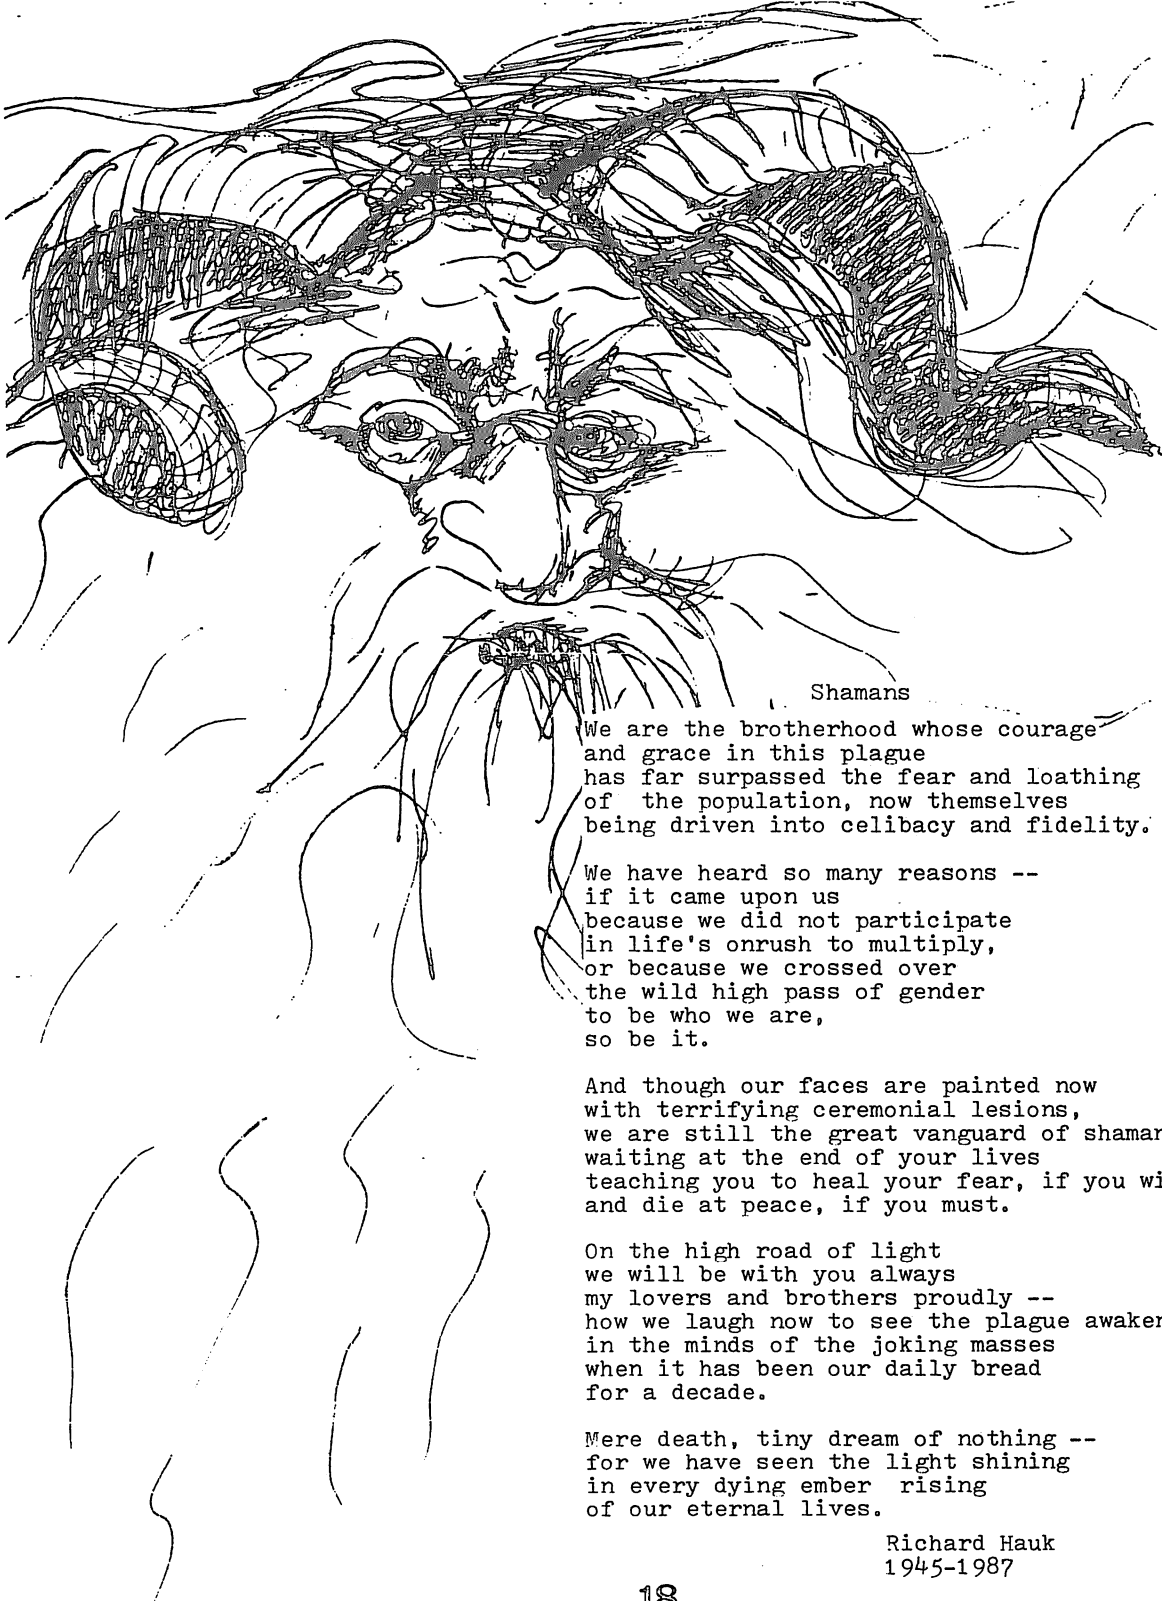 Shamans
We are the brotherhood whose courage
and grace in this plague
has far surpassed the fear and loathing
of  the population, now themselves
being driven into celibacy and fidelity.
We have heard so many reasons --
if it came upon us
because we did not participate
in life's onrush to multiply,
or because we crossed over
the wild high pass of gender
to be who we are,
so be it.
And though our faces are painted now
with terrifying ceremonial lesions,
we are still the great vanguard of
waiting at the end of your lives
teaching you to heal your fear, if you
and die at peace, if you must.
On the high road of light
we will be with you always
my lovers and brothers proudly --
how we laugh now to see the plague
in the minds of the joking masses
when it has been our daily bread
for a decade.
Mere death, tiny dream of nothing --
for we have seen the light shining
in every dying ember  rising
of our eternal lives.
Richard Hauk
1945-1987
18